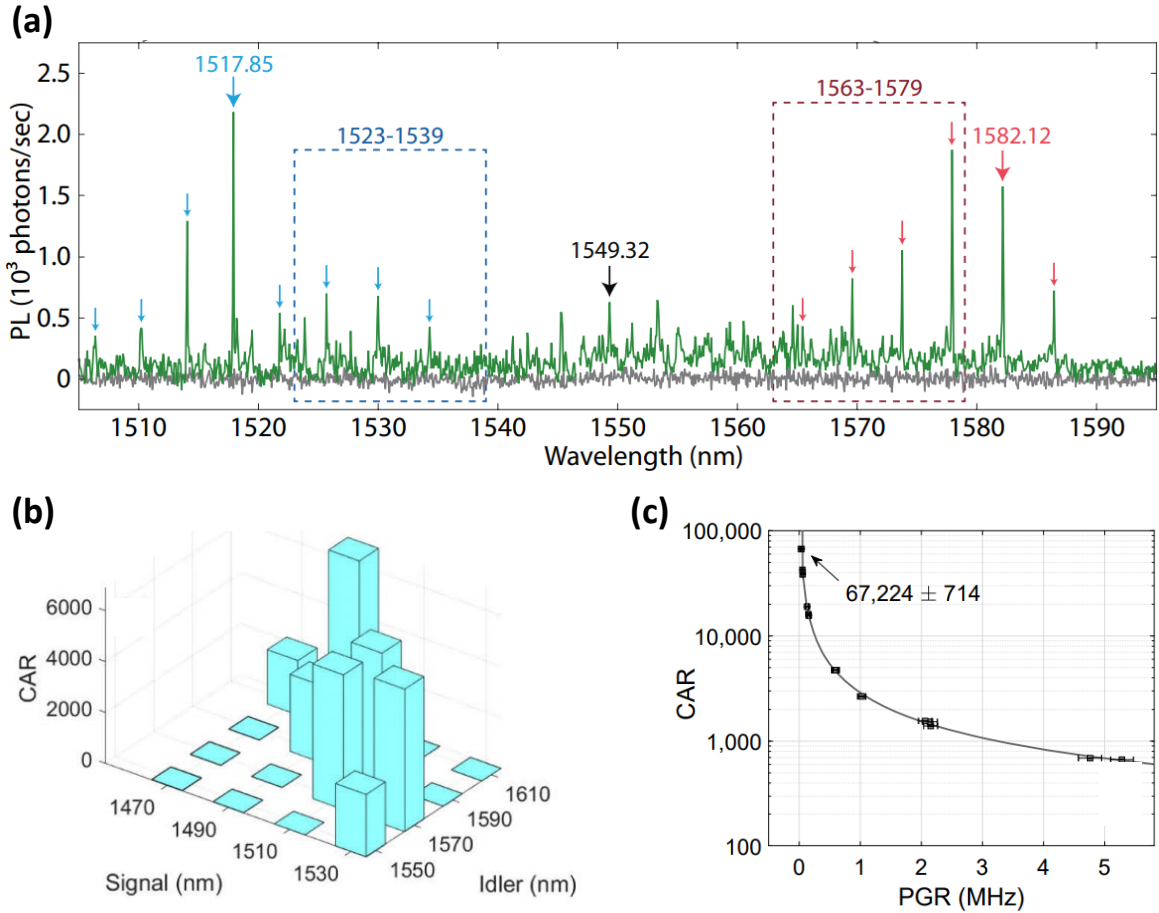 (a)
PL (10³ photons/sec)
2.5
2.0
1.5
1.0
0.5
0
1517.85
1523-1539
1549.32
1563-1579
1582.12
1510 1520 1530 1540 1550 1560 1570 1580 1590
Wavelength (nm)
(b)
CAR
6000
4000
2000
0
1470
1490
1510
1530
Signal (nm)
1550
1570
1590
1610
Idler (nm)
(c)
CAR
100,000
10,000
1,000
100
67,224 ± 714
0 1 2 3 4 5
PGR (MHz)